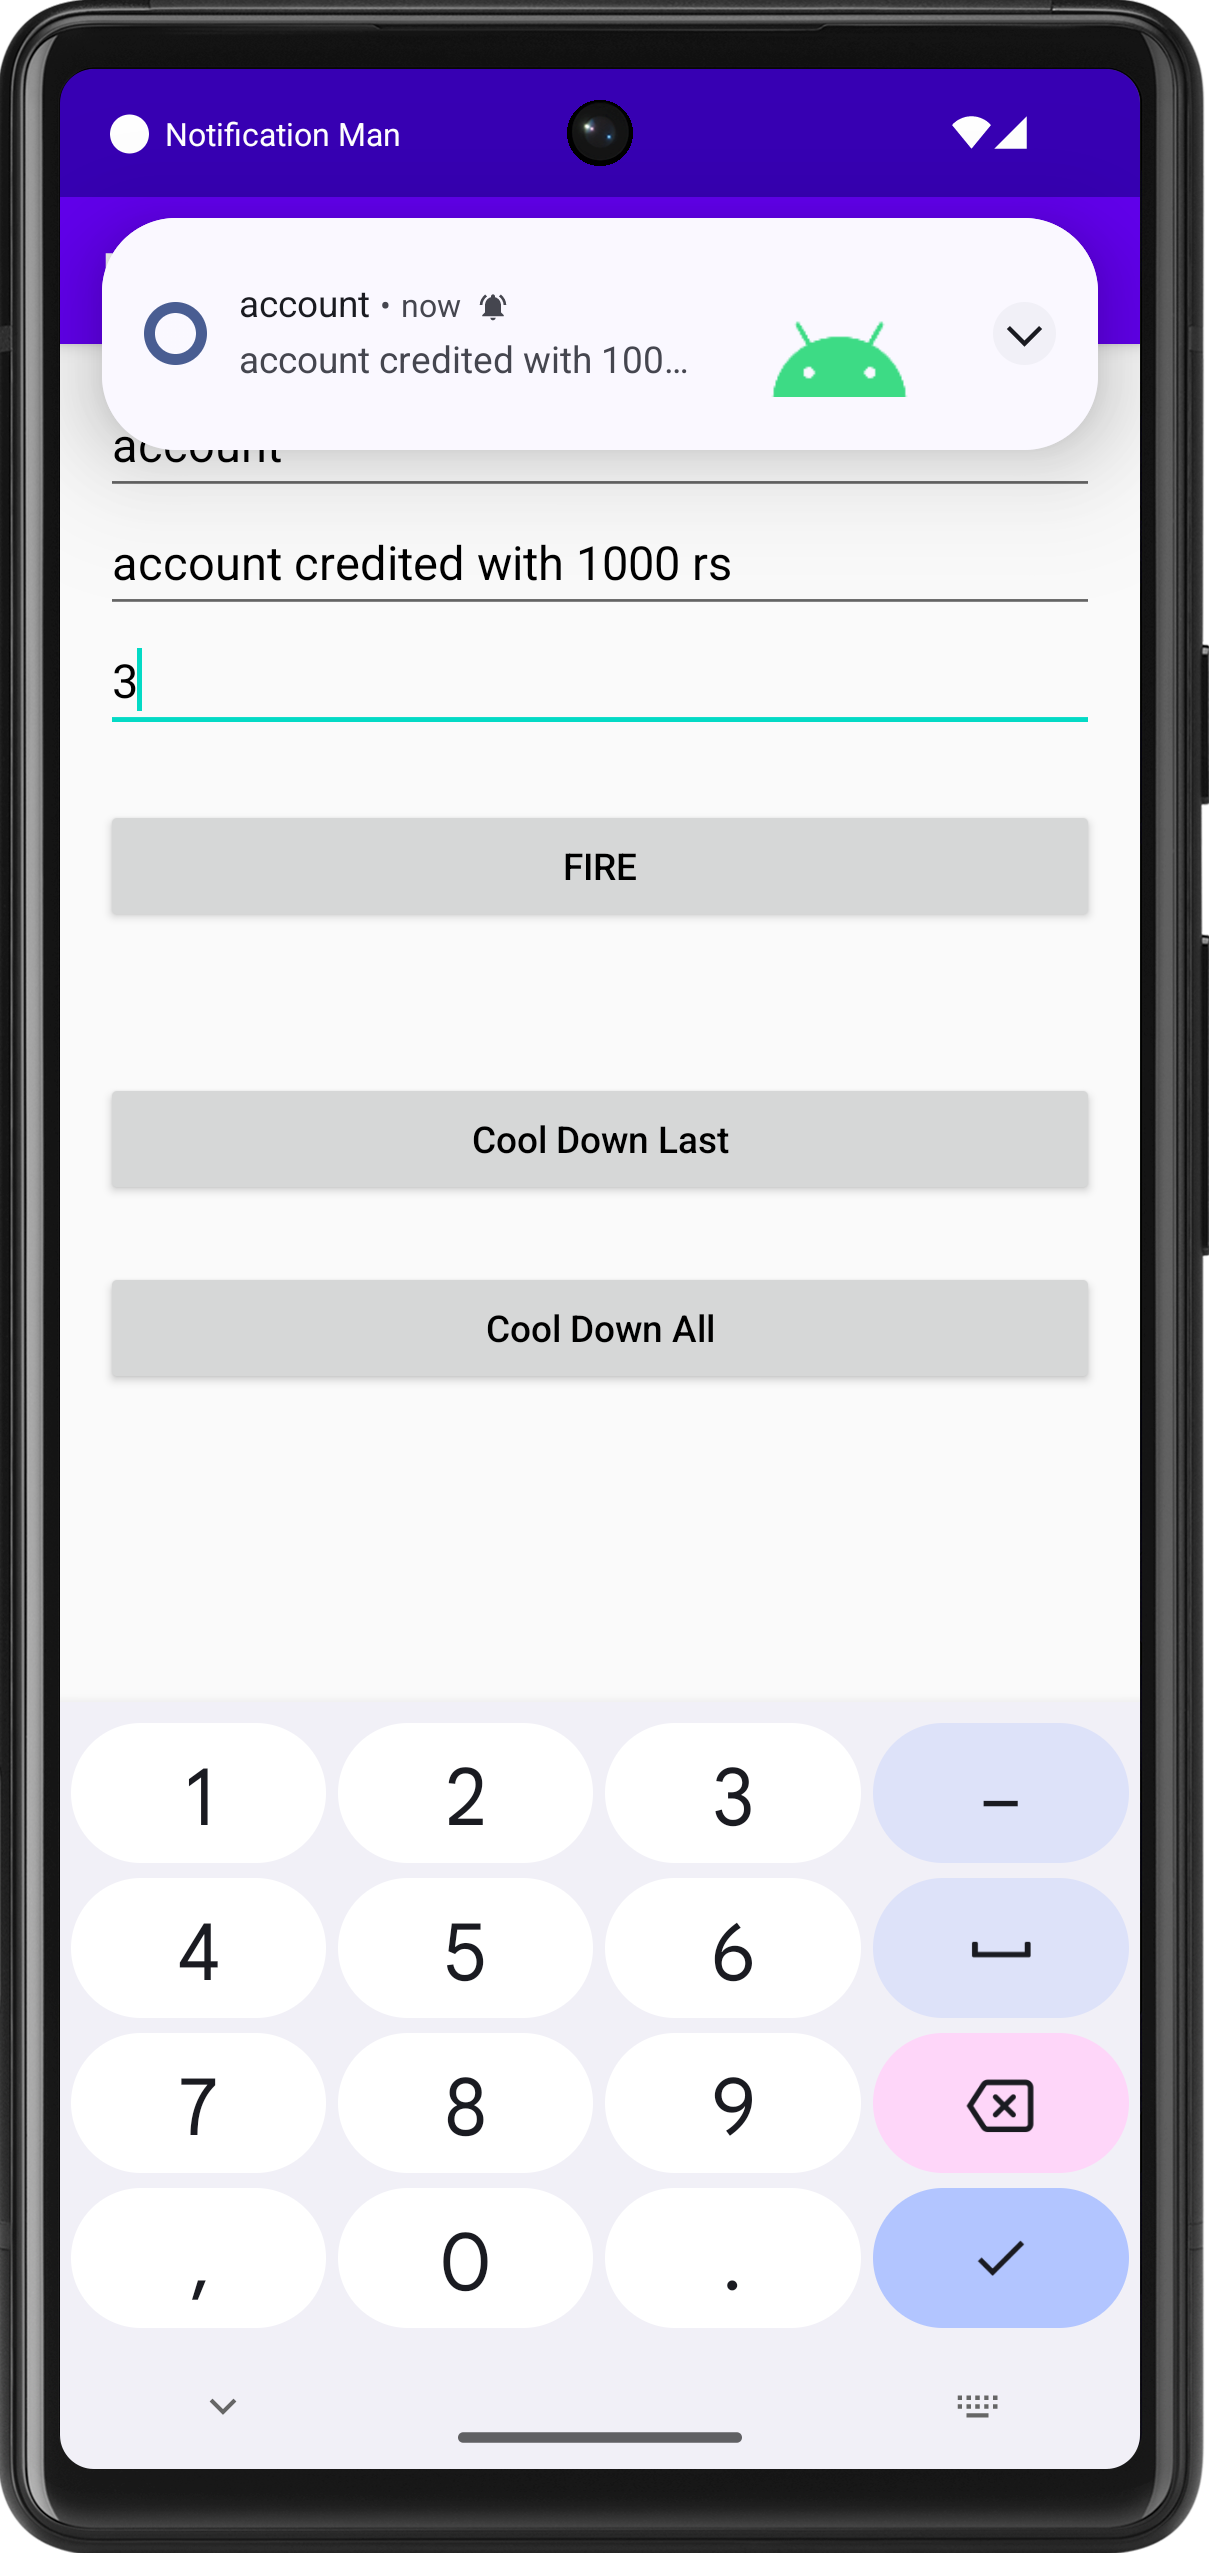 Notification Man
account • now
account credited with 100...
account
account credited with 1000 rs
3
FIRE
Cool Down Last
Cool Down All
1 2 3 –
4 5 6
7 8 9
, 0 .